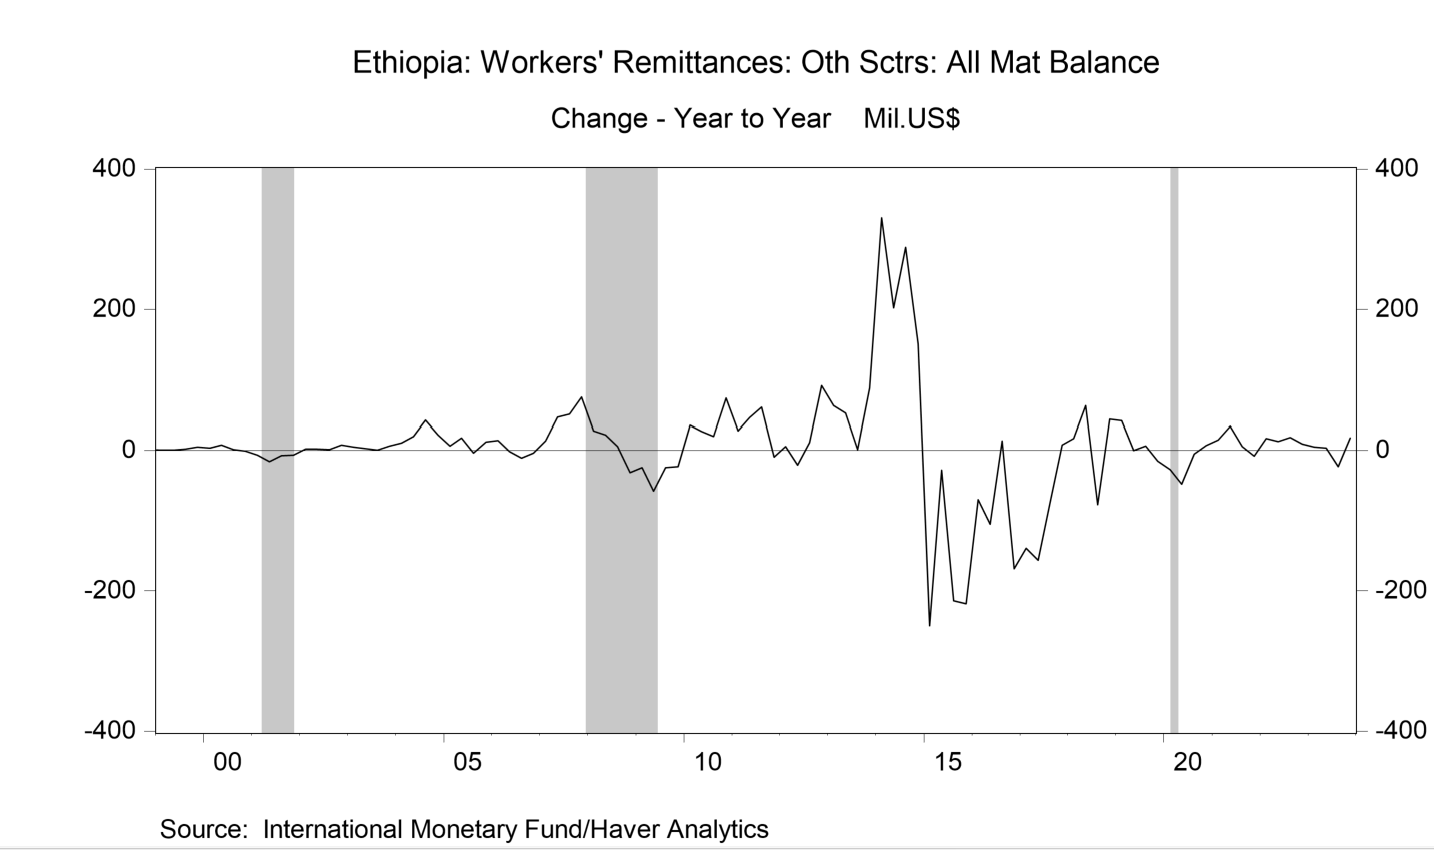 Ethiopia: Workers' Remittances: Oth Sctrs: All Mat Balance
Change - Year to Year Mil.US$
400 400
200 200
0 0
-200 -200
-400 -400
00 05 10 15 20
Source: International Monetary Fund/Haver Analytics